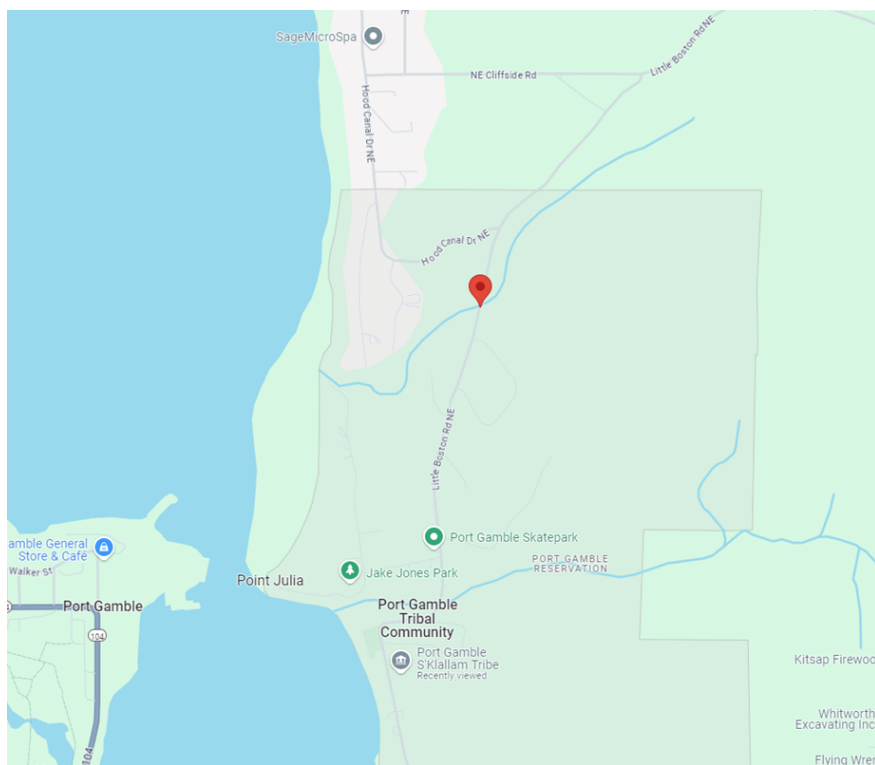 SageMicroSpa
NE Cliffside Rd
Little Boston Rd NE
Hood Canal Dr NE
Hood Canal Dr NE
Little Boston Rd NE
amble General
Store & Café
Walker St
Port Gamble
104
104
Point Julia
Port Gamble Skatepark
Jake Jones Park
PORT GAMBLE
RESERVATION
Port Gamble
Tribal
Community
Port Gamble
S'Klallam Tribe
Recently viewed
Kitsap Firewoo
Whitworth
Excavating Inc
Flying Wren